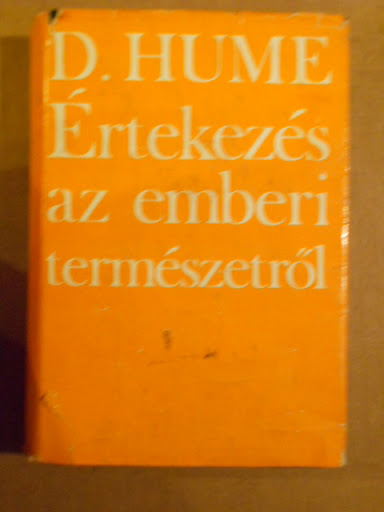 D. HUME
Értekezés
az emberi
természetről